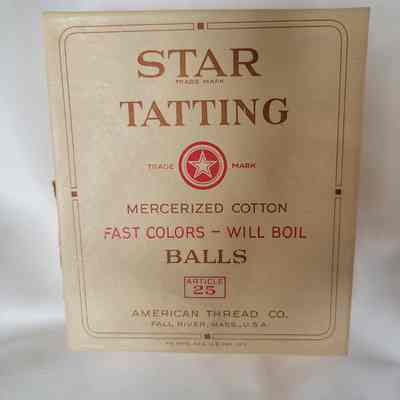 STAR
TRADE MARK
TATTING
TRADE MARK
MERCERIZED COTTON
FAST COLORS – WILL BOIL
BALLS
ARTICLE
25
AMERICAN THREAD CO.
FALL RIVER, MASS., U.S.A.